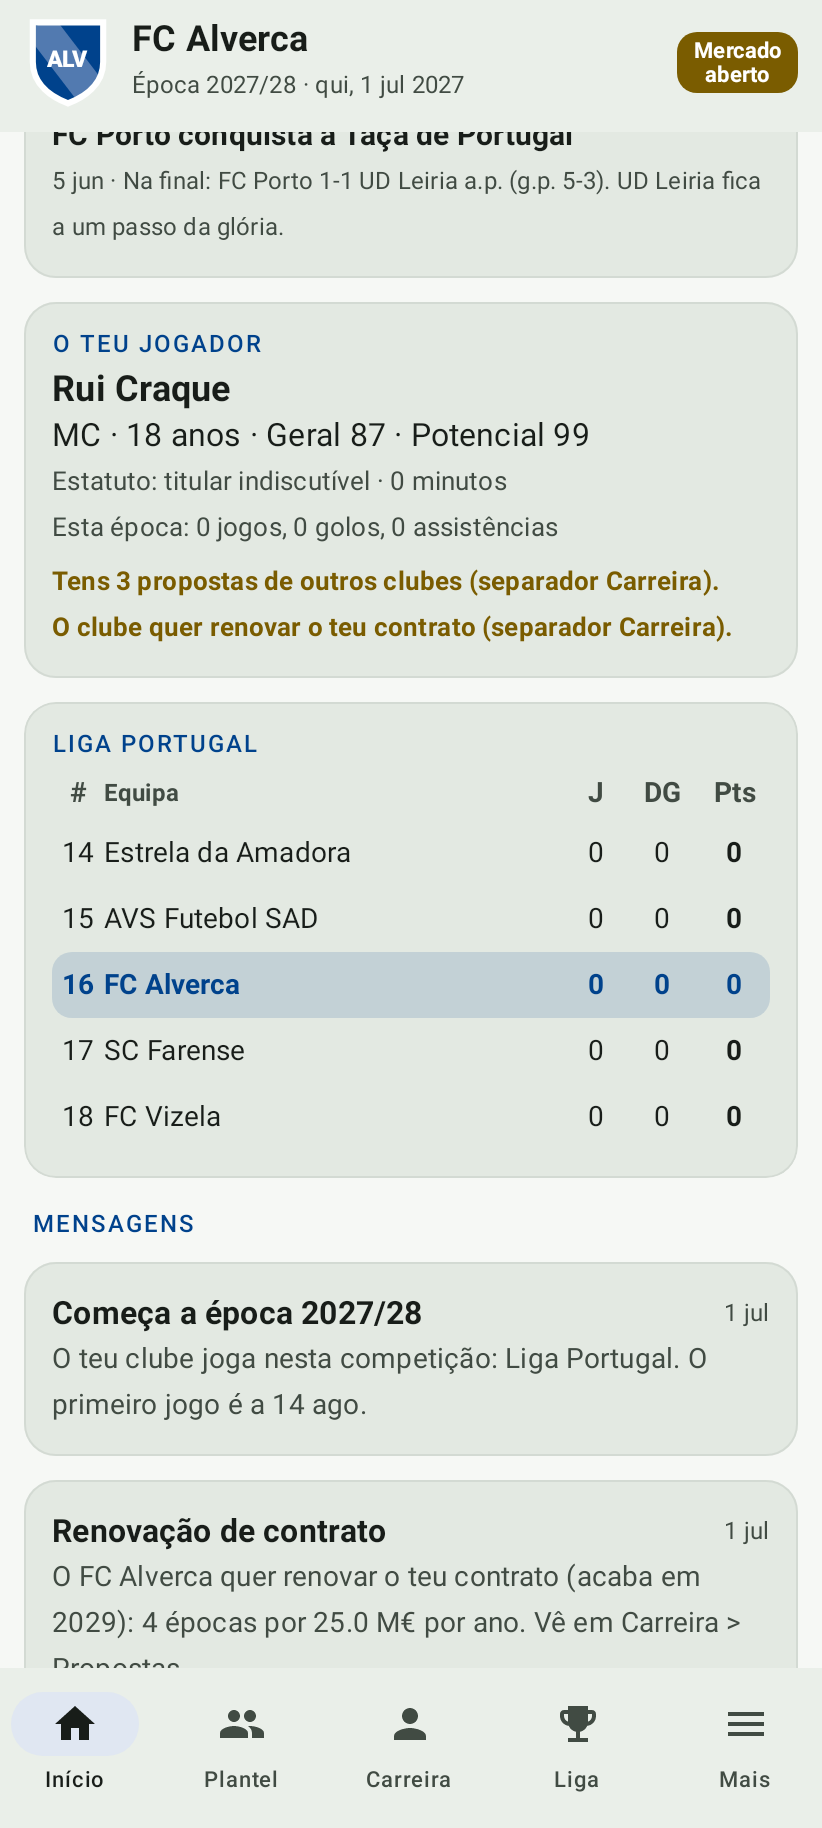 ALV
FC Alverca
Época 2027/28 · qui, 1 jul 2027
Mercado
aberto
FC Porto conquista a Taça de Portugal
5 jun · Na final: FC Porto 1-1 UD Leiria a.p. (g.p. 5-3). UD Leiria fica
a um passo da glória.
O TEU JOGADOR
Rui Craque
MC · 18 anos · Geral 87 · Potencial 99
Estatuto: titular indiscutível · 0 minutos
Esta época: 0 jogos, 0 golos, 0 assistências
Tens 3 propostas de outros clubes (separador Carreira).
O clube quer renovar o teu contrato (separador Carreira).
LIGA PORTUGAL
# Equipa J DG Pts
14 Estrela da Amadora 0 0 0
15 AVS Futebol SAD 0 0 0
16 FC Alverca 0 0 0
17 SC Farense 0 0 0
18 FC Vizela 0 0 0
MENSAGENS
Começa a época 2027/28 1 jul
O teu clube joga nesta competição: Liga Portugal. O
primeiro jogo é a 14 ago.
Renovação de contrato 1 jul
O FC Alverca quer renovar o teu contrato (acaba em
2029): 4 épocas por 25.0 M€ por ano. Vê em Carreira >
Propostas
Início Plantel Carreira Liga Mais